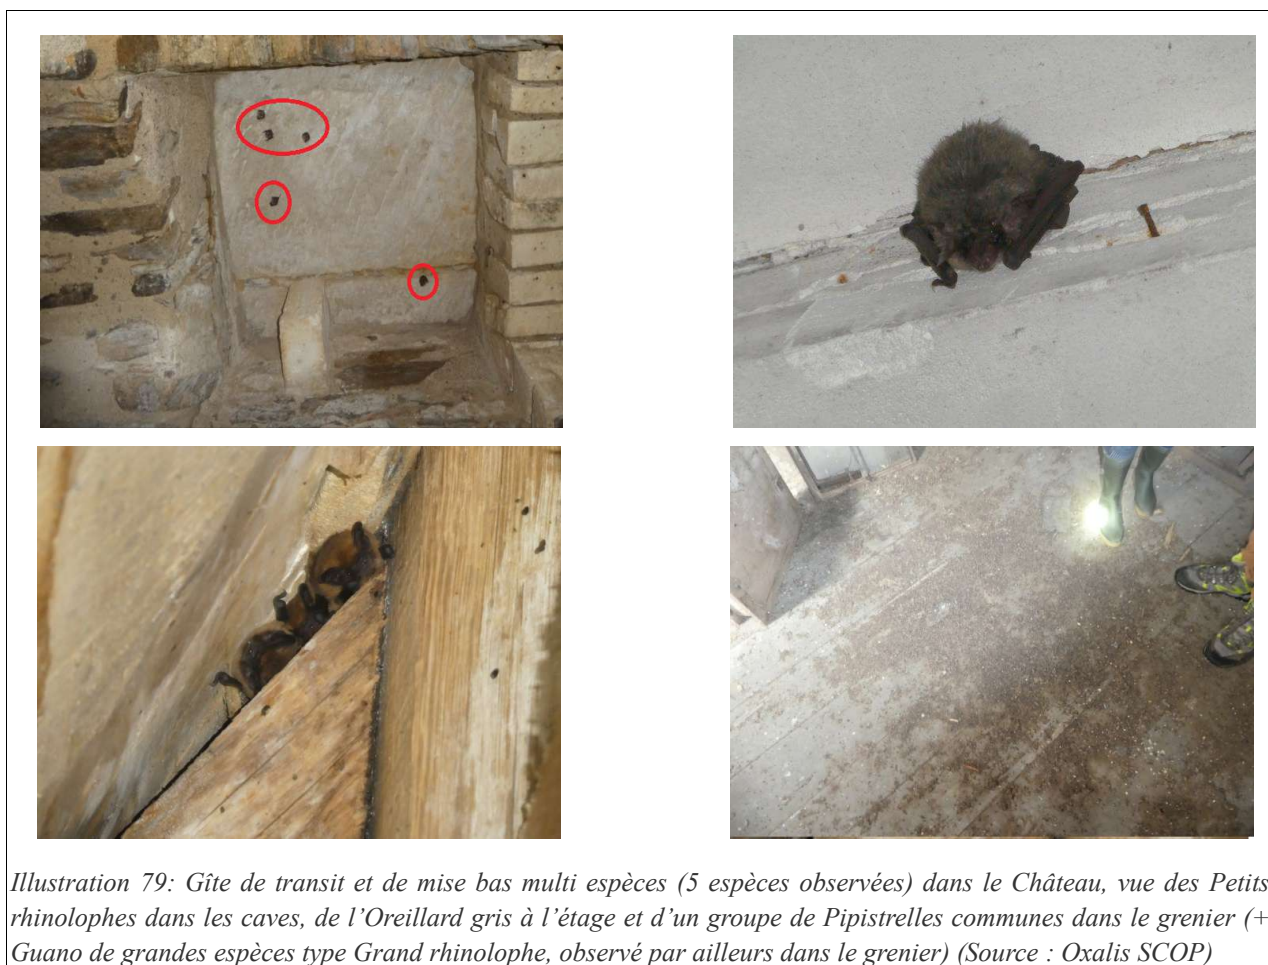 Illustration 79: Gîte de transit et de mise bas multi espèces (5 espèces observées) dans le Château, vue des Petits
rhinolophes dans les caves, de l’Oreillard gris à l’étage et d’un groupe de Pipistrelles communes dans le grenier (+
Guano de grandes espèces type Grand rhinolophe, observé par ailleurs dans le grenier) (Source : Oxalis SCOP)